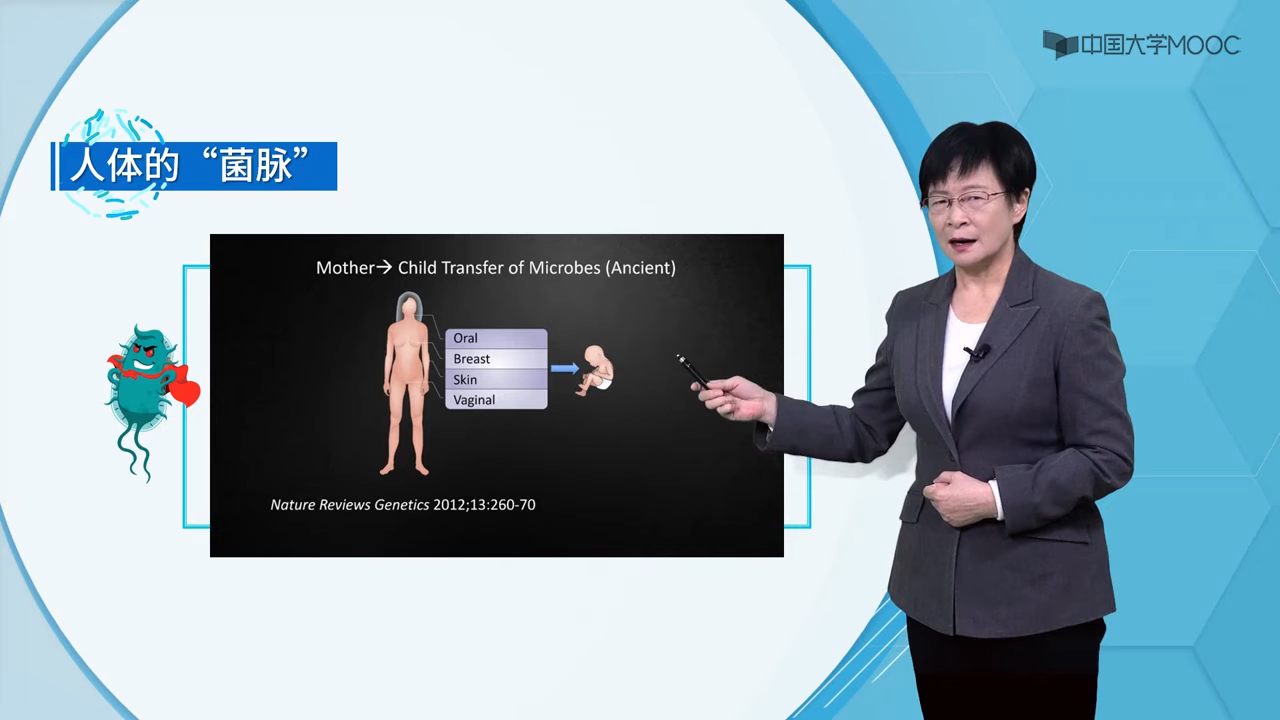 中国大学MOOC
人体的“菌脉”
Mother→ Child Transfer of Microbes (Ancient)
Oral
Breast
Skin
Vaginal
Nature Reviews Genetics 2012;13:260-70